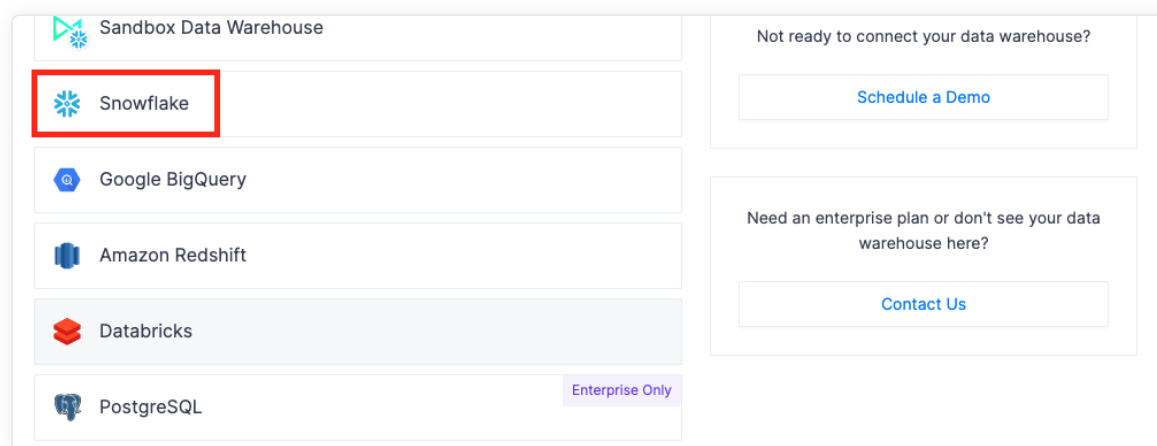 Sandbox Data Warehouse
Snowflake
Google BigQuery
Amazon Redshift
Databricks
Enterprise Only
PostgreSQL
Not ready to connect your data warehouse?
Schedule a Demo
Need an enterprise plan or don't see your data
warehouse here?
Contact Us